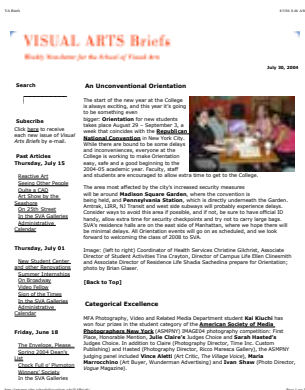 SVA Briefs
VISUAL ARTS Briefs
Weekly Newsletter for the School of Visual Arts
July 30, 2004
Search
Subscribe
Click here to receive
each new issue of Visual
Arts Briefs by e-mail.
Past Articles
Thursday, July 15
Reactive Art
Seeing Other People
Quite a CAD
Art Show by the
Seashore
On 25th Street
In the SVA Galleries
Administrative
Calendar
Thursday, July 01
New Student Center
and other Renovations
Summer Internships
On Broadway
Video Fellow
Sign of the Times
In the SVA Galleries
Administrative
Calendar
Friday, June 18
The Envelope, Please...
Spring 2004 Dean's
List
Check Full o' Plimpton
Honors' Society
In the SVA Galleries
An Unconventional Orientation
The start of the new year at the College
is always exciting, and this year's going
to be something even
bigger: Orientation for new students
takes place August 29 – September 3, a
week that coincides with the Republican
National Convention in New York City.
While there are bound to be some delays
and inconveniences, everyone at the
College is working to make Orientation
easy, safe and a good beginning to the
2004-05 academic year. Faculty, staff
and students are encouraged to allow extra time to get to the College.
The area most affected by the city's increased security measures
will be around Madison Square Garden, where the convention is
being held, and Pennsylvania Station, which is directly underneath the Garden.
Amtrak, LIRR, NJ Transit and west side subways will probably experience delays.
Consider ways to avoid this area if possible, and if not, be sure to have official ID
handy, allow extra time for security checkpoints and try not to carry large bags.
SVA's residence halls are on the east side of Manhattan, where we hope there will
be minimal delays. All Orientation events will go on as scheduled, and we look
forward to welcoming the class of 2008 to SVA.
Image: (left to right) Coordinator of Health Services Christine Gilchrist, Associate
Director of Student Activities Tina Crayton, Director of Campus Life Ellen Clinesmith
and Associate Director of Residence Life Shadia Sachedina prepare for Orientation;
photo by Brian Glaser.
[Back to Top]
Categorical Excellence
MFA Photography, Video and Related Media Department student Kai Kiuchi has
won four prizes in the student category of the American Society of Media
Photographers New York (ASMPNY) IMAGE04 photography competition: First
Place, Honorable Mention, Julie Claire's Judges Choice and Sarah Hasted's
Judges Choice. In addition to Claire (Photography Director, Time Inc. Custom
Publishing) and Hasted (Photography Director, Ricco Maresca Gallery), the ASMPNY
judging panel included Vince Aletti (Art Critic, The Village Voice), Maria
Marrocchino (Art Buyer, Wunderman Advertising) and Ivan Shaw (Photo Director,
Vogue Magazine).